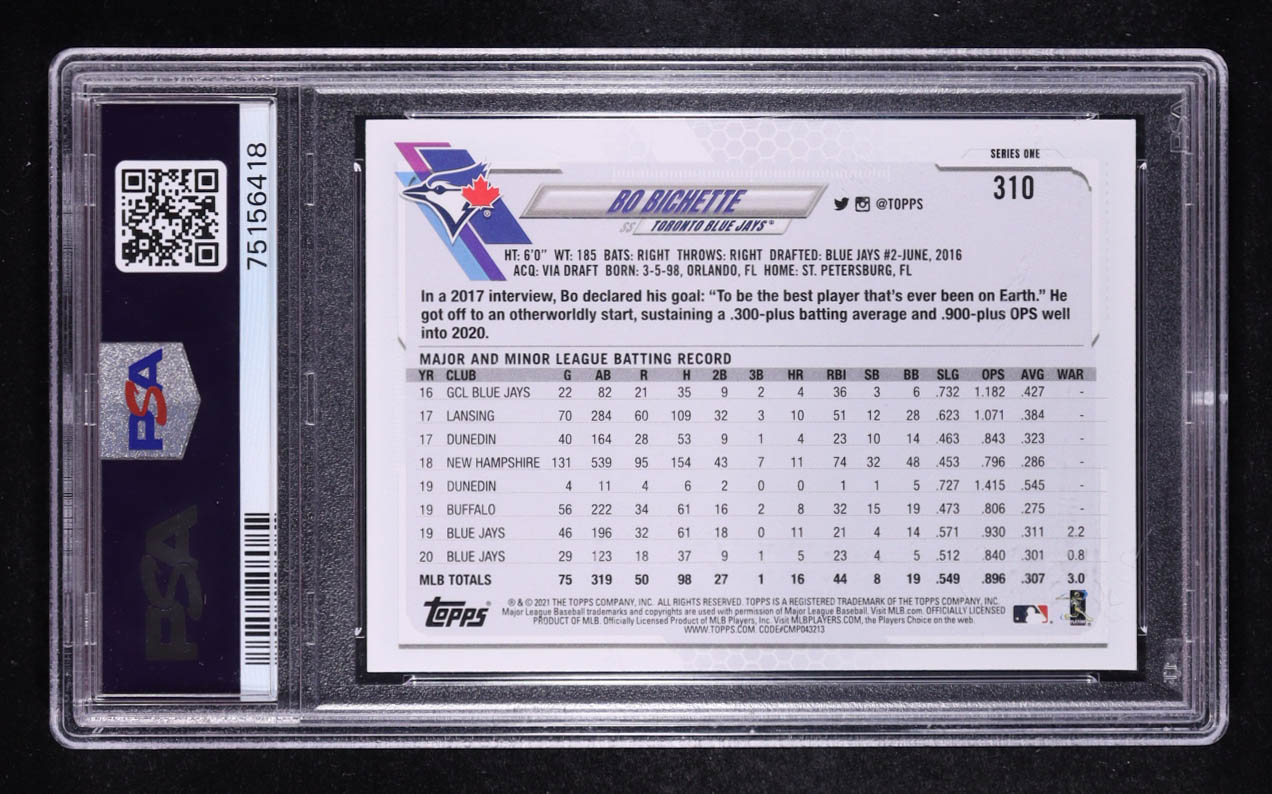 75156418
PSA
PSA
SERIES ONE
310
BO BICHETTE
@TOPPS
SS TORONTO BLUE JAYS®
HT: 6'0" WT: 185 BATS: RIGHT THROWS: RIGHT DRAFTED: BLUE JAYS #2-JUNE, 2016
ACQ: VIA DRAFT BORN: 3-5-98, ORLANDO, FL HOME: ST. PETERSBURG, FL
In a 2017 interview, Bo declared his goal: “To be the best player that’s ever been on Earth.” He
got off to an otherworldly start, sustaining a .300-plus batting average and .900-plus OPS well
into 2020.
MAJOR AND MINOR LEAGUE BATTING RECORD
YR CLUB G AB R H 2B 3B HR RBI SB BB SLG OPS AVG WAR
16 GCL BLUE JAYS 22 82 21 35 9 2 4 36 3 6 .732 1.182 .427 -
17 LANSING 70 284 60 109 32 3 10 51 12 28 .623 1.071 .384 -
17 DUNEDIN 40 164 28 53 9 1 4 23 10 14 .463 .843 .323 -
18 NEW HAMPSHIRE 131 539 95 154 43 7 11 74 32 48 .453 .796 .286 -
19 DUNEDIN 4 11 4 6 2 0 0 1 1 5 .727 1.415 .545 -
19 BUFFALO 56 222 34 61 16 2 8 32 15 19 .473 .806 .275 -
19 BLUE JAYS 46 196 32 61 18 0 11 21 4 14 .571 .930 .311 2.2
20 BLUE JAYS 29 123 18 37 9 1 5 23 4 5 .512 .840 .301 0.8
MLB TOTALS 75 319 50 98 27 1 16 44 8 19 .549 .896 .307 3.0
TOPPS®
® & © 2021 THE TOPPS COMPANY, INC. ALL RIGHTS RESERVED. TOPPS IS A REGISTERED TRADEMARK OF THE TOPPS COMPANY, INC.
Major League Baseball trademarks and copyrights are used with permission of Major League Baseball. Visit MLB.com. OFFICIALLY LICENSED
PRODUCT OF MLB. Officially Licensed Product of MLB Players, Inc. Visit MLBPLAYERS.COM, the Players Choice on the web.
WWW.TOPPS.COM. CODE#CMP043213